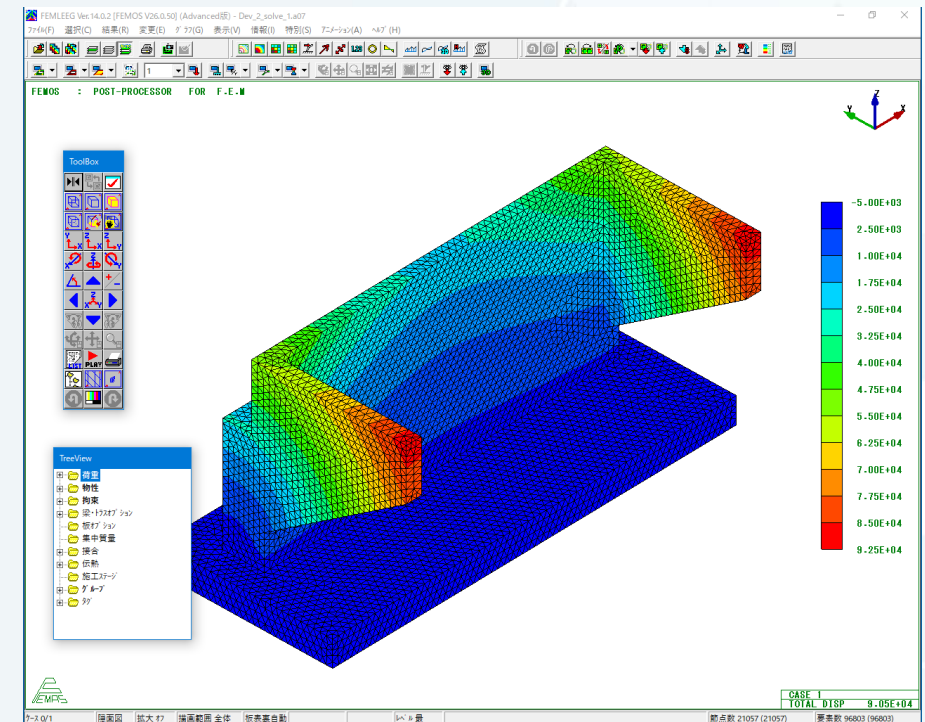 FEMLEEG Ver.14.0.2 [FEMOS V26.0.50] (Advanced版) - Dev_2_solve_1.a07
ファイル(F) 選択(C) 結果(R) 変更(E) グラフ(G) 表示(V) 情報(I) 特別(S) アニメーション(A) ヘルプ(H)
1
FEMOS : POST-PROCESSOR FOR F.E.M
Z
Y
X
ToolBox
LIST PLAY
TreeView
荷重
物性
拘束
梁・トラスオプション
板オプション
集中質量
接合
伝熱
施工ステージ
グループ
タグ
-5.00E+03
2.50E+03
1.00E+04
1.75E+04
2.50E+04
3.25E+04
4.00E+04
4.75E+04
5.50E+04
6.25E+04
7.00E+04
7.75E+04
8.50E+04
9.25E+04
FEMOS
CASE 1
TOTAL DISP 9.05E+04
ケース 0/1 陰面図 拡大 オフ 描画範囲 全体 板表裏自動 レベル 最 節点数 21057 (21057) 要素数 96803 (96803)